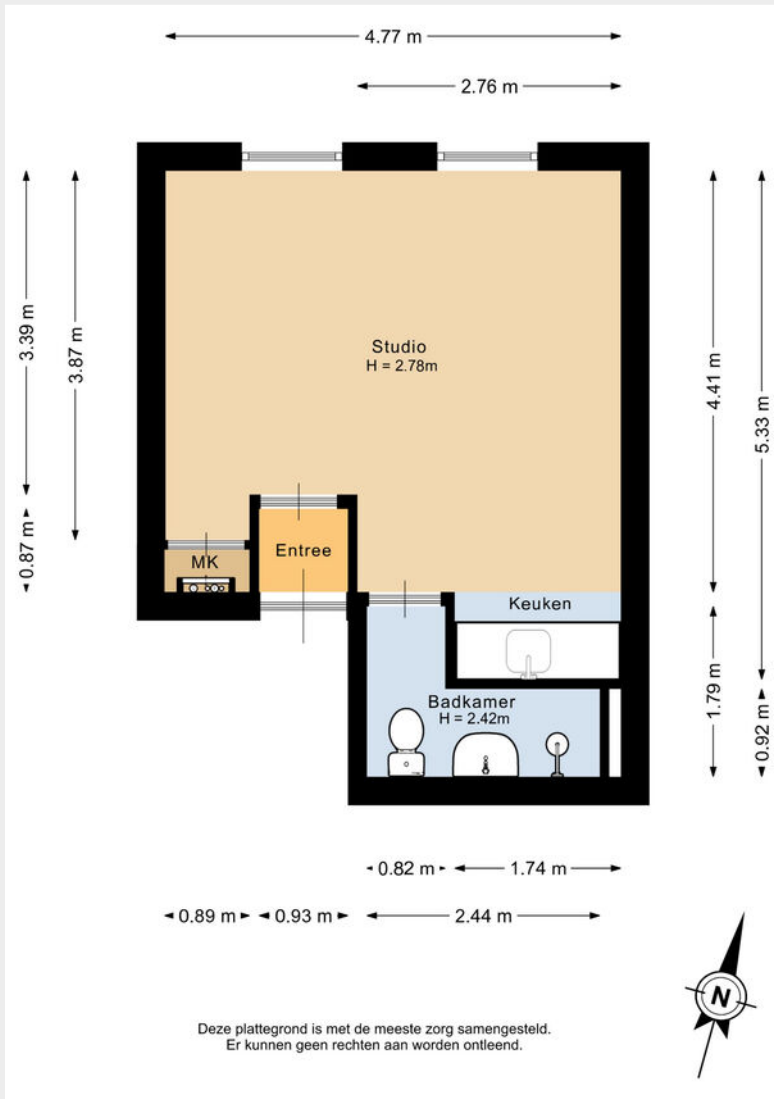 4.77 m
2.76 m
3.39 m
3.87 m
4.41 m
5.33 m
Studio
H = 2.78m
0.87 m
MK
Entree
Keuken
1.79 m
0.92 m
Badkamer
H = 2.42m
0.82 m
1.74 m
0.89 m
0.93 m
2.44 m
N
Deze plattegrond is met de meeste zorg samengesteld.
Er kunnen geen rechten aan worden ontleend.